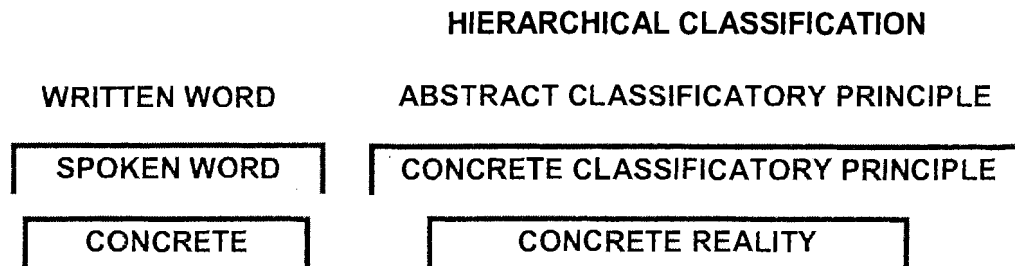 HIERARCHICAL CLASSIFICATION
WRITTEN WORD ABSTRACT CLASSIFICATORY PRINCIPLE
SPOKEN WORD CONCRETE CLASSIFICATORY PRINCIPLE
CONCRETE CONCRETE REALITY